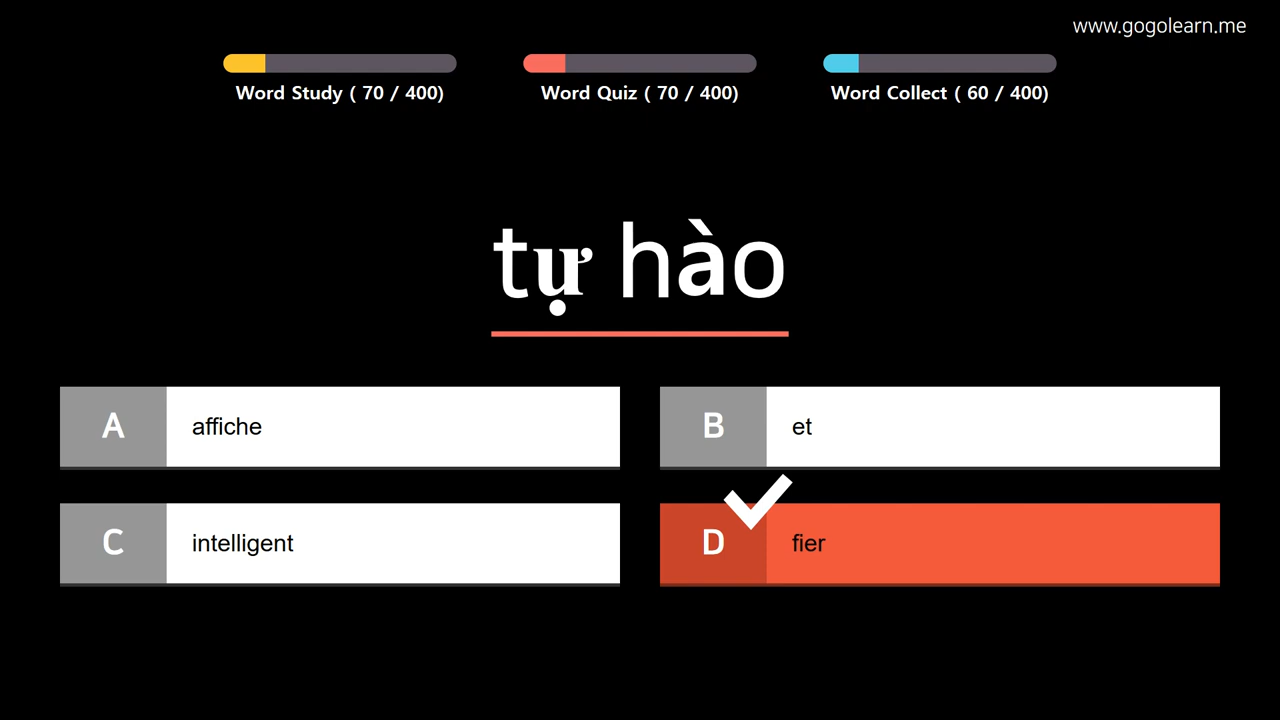 www.gogolearn.me
Word Study ( 70 / 400)
Word Quiz ( 70 / 400)
Word Collect ( 60 / 400)
tự hào
A affiche
B et
C intelligent
D fier